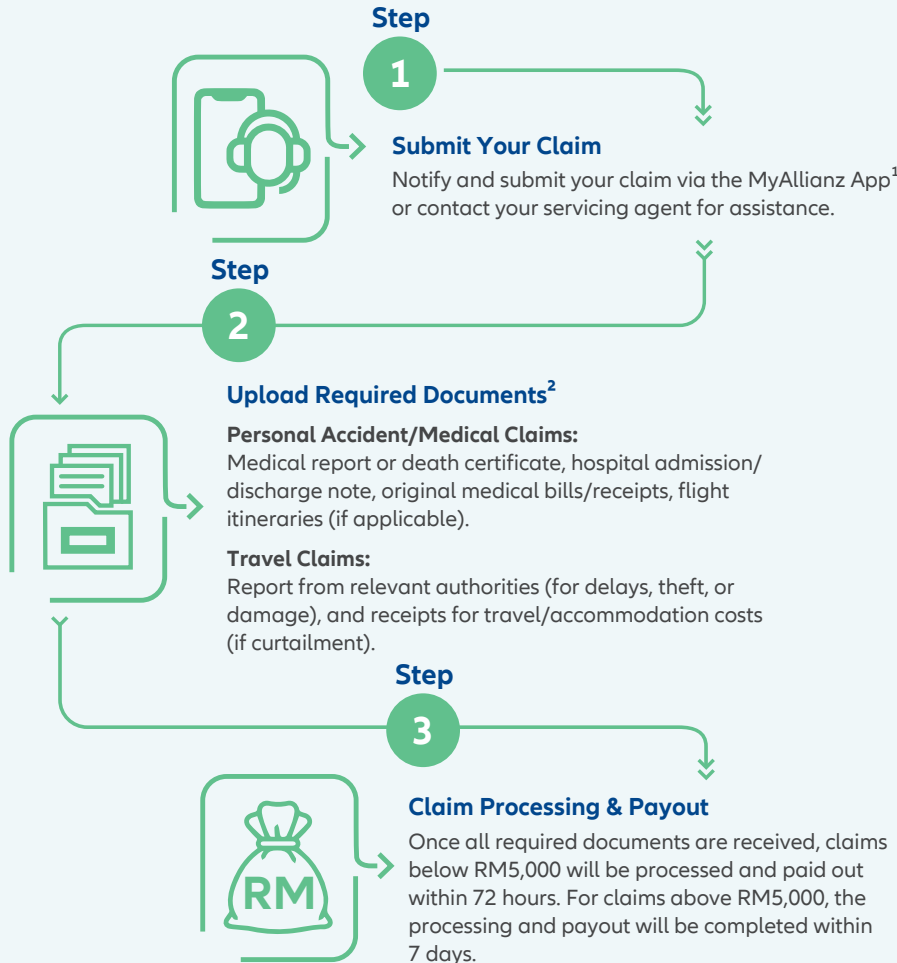 Step
1
Submit Your Claim
Notify and submit your claim via the MyAllianz App¹
or contact your servicing agent for assistance.
Step
2
Upload Required Documents²
Personal Accident/Medical Claims:
Medical report or death certificate, hospital admission/
discharge note, original medical bills/receipts, flight
itineraries (if applicable).
Travel Claims:
Report from relevant authorities (for delays, theft, or
damage), and receipts for travel/accommodation costs
(if curtailment).
Step
3
RM
Claim Processing & Payout
Once all required documents are received, claims
below RM5,000 will be processed and paid out
within 72 hours. For claims above RM5,000, the
processing and payout will be completed within
7 days.